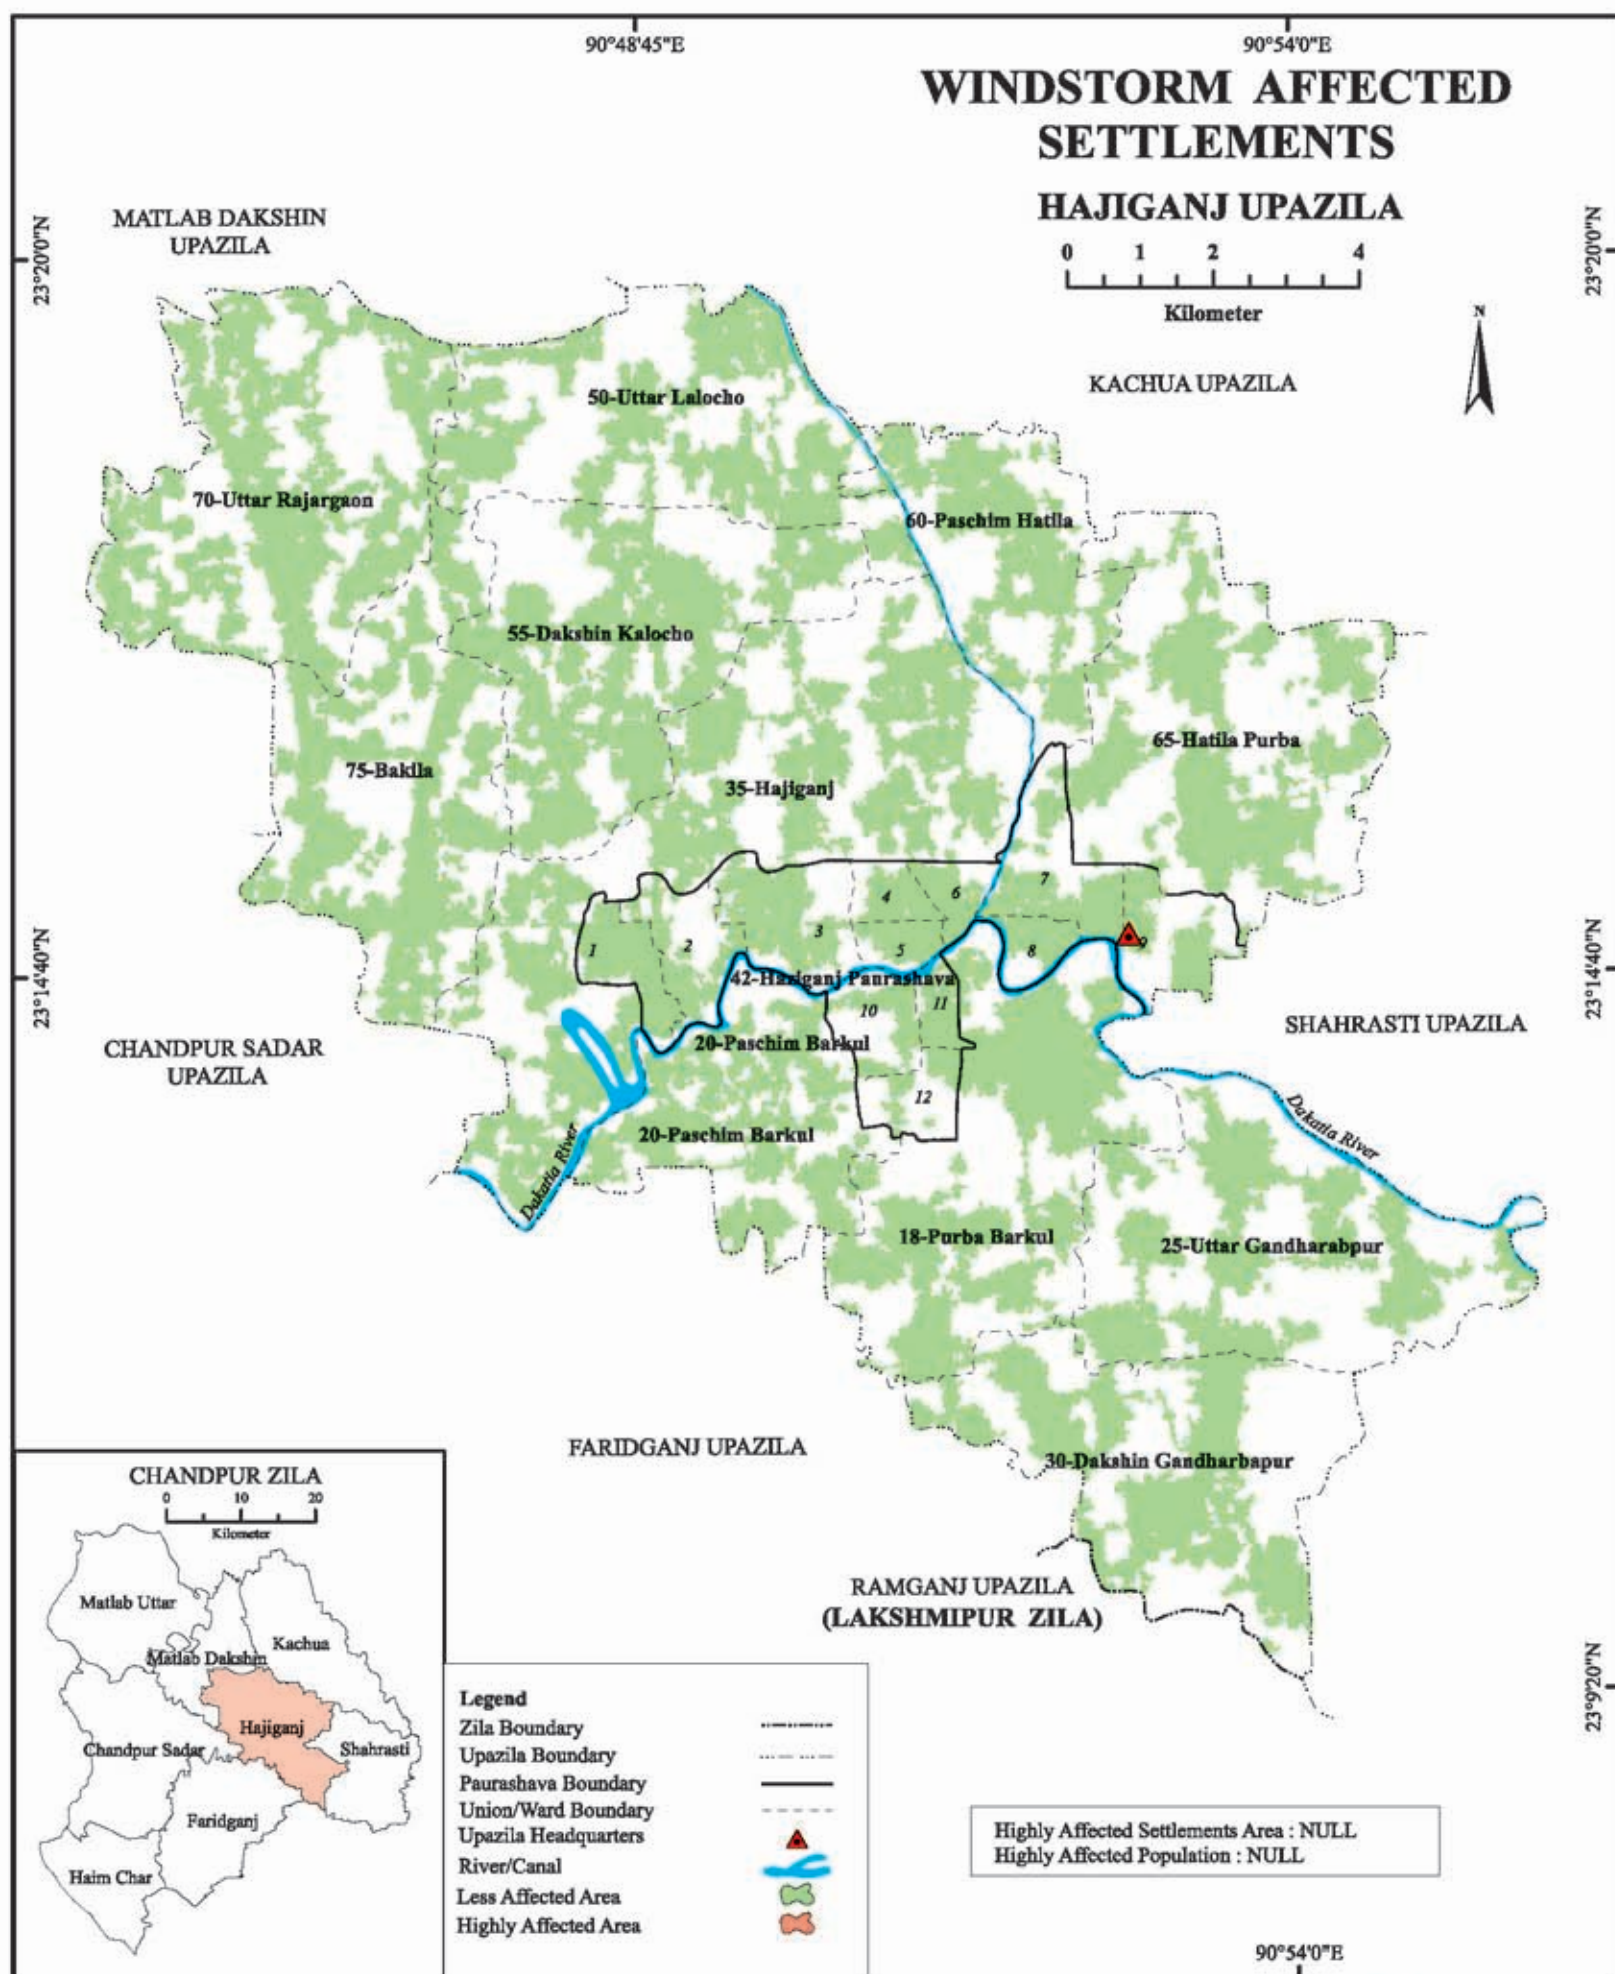 90°48'45"E
90°54'0"E
WINDSTORM AFFECTED
SETTLEMENTS
HAJIGANJ UPAZILA
0 1 2 4
Kilometer
N
MATLAB DAKSHIN
UPAZILA
23°20'0"N
23°20'0"N
KACHUA UPAZILA
50-Uttar Lalocho
70-Uttar Rajargaon
60-Paschim Hatila
55-Dakshin Kalocho
65-Hatila Purba
75-Bakila
35-Hajiganj
7
4
6
3
1
2
5
8
9
42-Haziganj Paurashava
10
11
23°14'40"N
23°14'40"N
SHAHRASTI UPAZILA
CHANDPUR SADAR
UPAZILA
20-Paschim Barkul
12
20-Paschim Barkul
Dakatia River
Dakatia River
18-Purba Barkul
25-Uttar Gandharabpur
FARIDGANJ UPAZILA
30-Dakshin Gandharbapur
RAMGANJ UPAZILA
(LAKSHMIPUR ZILA)
23°9'20"N
CHANDPUR ZILA
0 10 20
Kilometer
Matlab Uttar
Kachua
Matlab Dakshin
Hajiganj
Chandpur Sadar
Shahrasti
Faridganj
Haim Char
Legend
Zila Boundary
Upazila Boundary
Paurashava Boundary
Union/Ward Boundary
Upazila Headquarters
River/Canal
Less Affected Area
Highly Affected Area
Highly Affected Settlements Area : NULL
Highly Affected Population : NULL
90°54'0"E